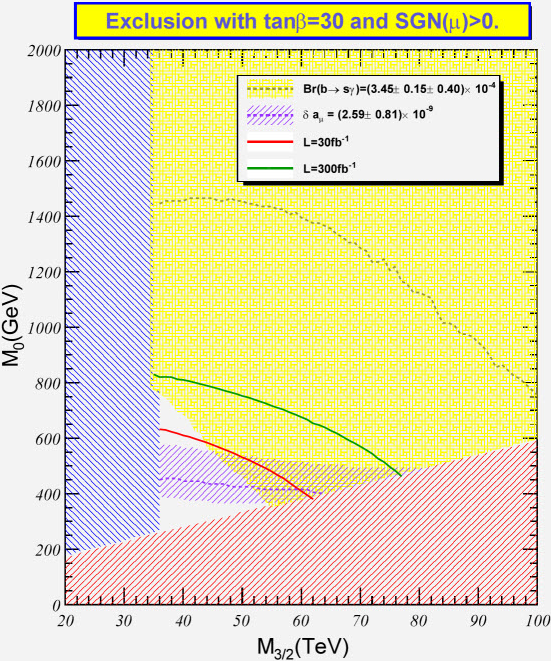 Exclusion with tanβ=30 and SGN(μ)>0.
M₀(GeV)
2000
1800
1600
1400
1200
1000
800
600
400
200
0
Br(b→ sγ)=(3.45± 0.15± 0.40)× 10⁻⁴
δ a_μ = (2.59± 0.81)× 10⁻⁹
L=30fb⁻¹
L=300fb⁻¹
20 30 40 50 60 70 80 90 100
M₃/₂(TeV)